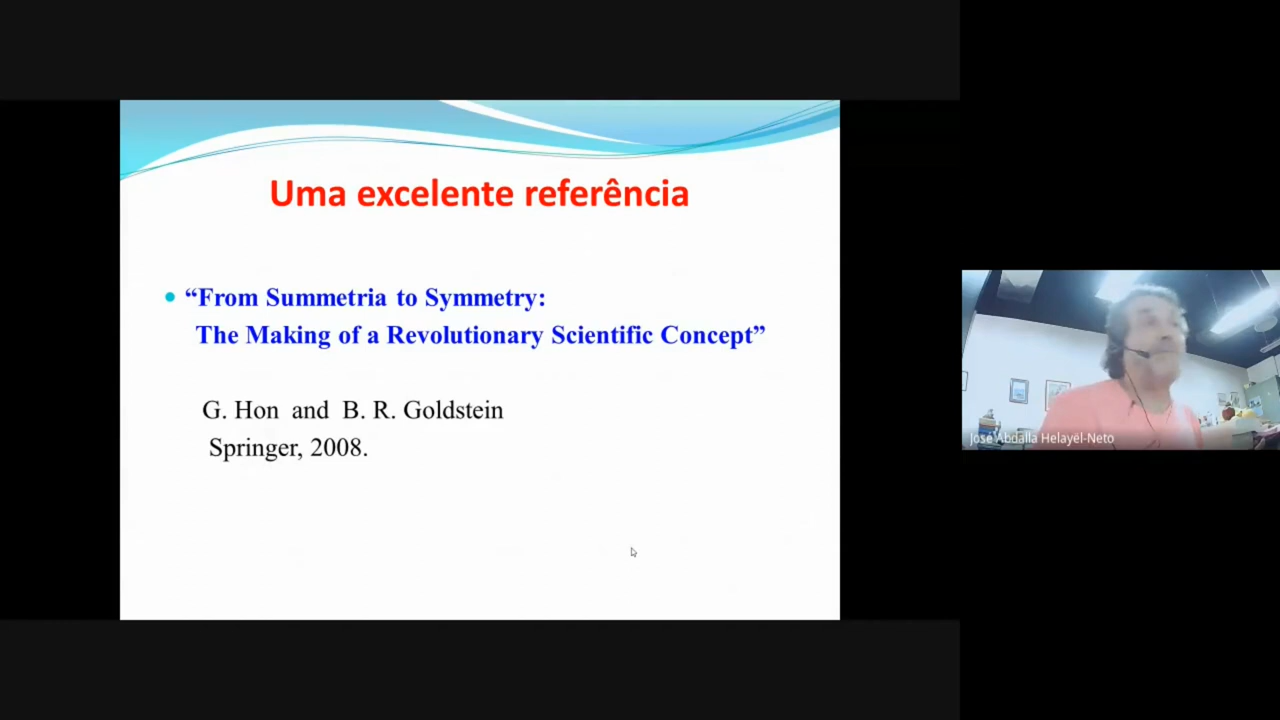 Uma excelente referência
“From Summetria to Symmetry:
The Making of a Revolutionary Scientific Concept”
G. Hon and B. R. Goldstein
Springer, 2008.
José Abdalla Helayël-Neto